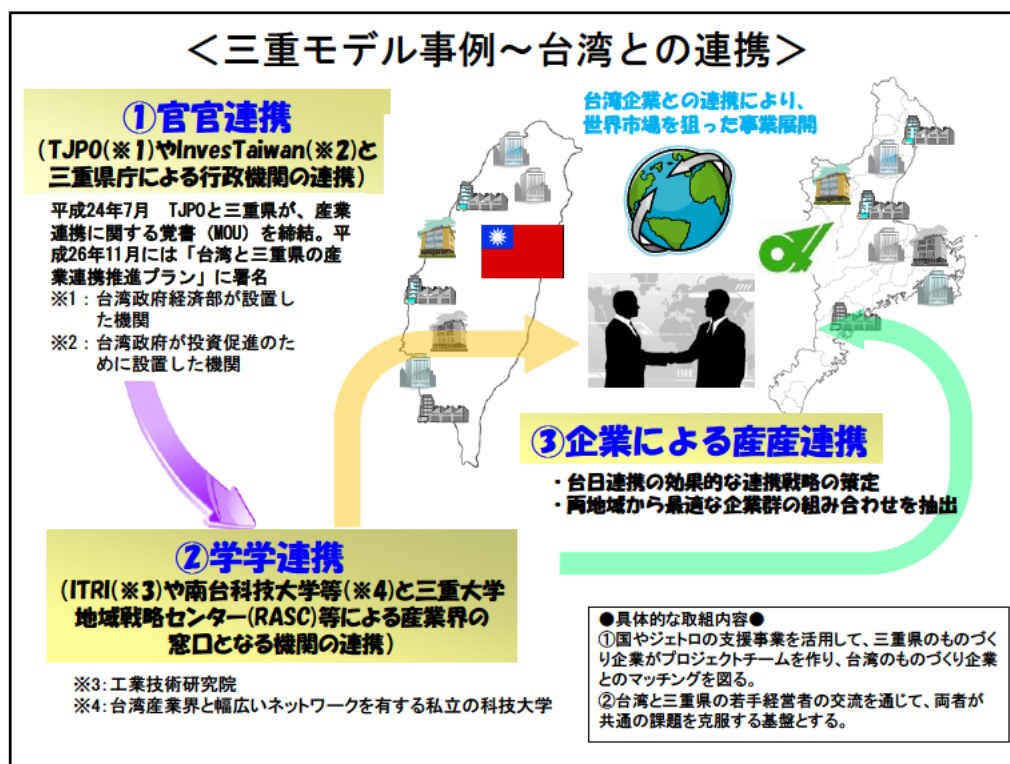 ＜三重モデル事例～台湾との連携＞
①官官連携
(TJPO(※1)やInvesTaiwan(※2)と
三重県庁による行政機関の連携)
平成24年7月　TJPOと三重県が、産業
連携に関する覚書（MOU）を締結。平
成26年11月には「台湾と三重県の産
業連携推進プラン」に署名
※1：台湾政府経済部が設置し
た機関
※2：台湾政府が投資促進のた
めに設置した機関
台湾企業との連携により、
世界市場を狙った事業展開
②学学連携
(ITRI(※3)や南台科技大学等(※4)と三重大学
地域戦略センター(RASC)等による産業界の
窓口となる機関の連携)
※3：工業技術研究院
※4：台湾産業界と幅広いネットワークを有する私立の科技大学
③企業による産産連携
・台日連携の効果的な連携戦略の策定
・両地域から最適な企業群の組み合わせを抽出
●具体的な取組内容●
①国やジェトロの支援事業を活用して、三重県のものづく
り企業がプロジェクトチームを作り、台湾のものづくり企業
とのマッチングを図る。
②台湾と三重県の若手経営者の交流を通じて、両者が
共通の課題を克服する基盤とする。